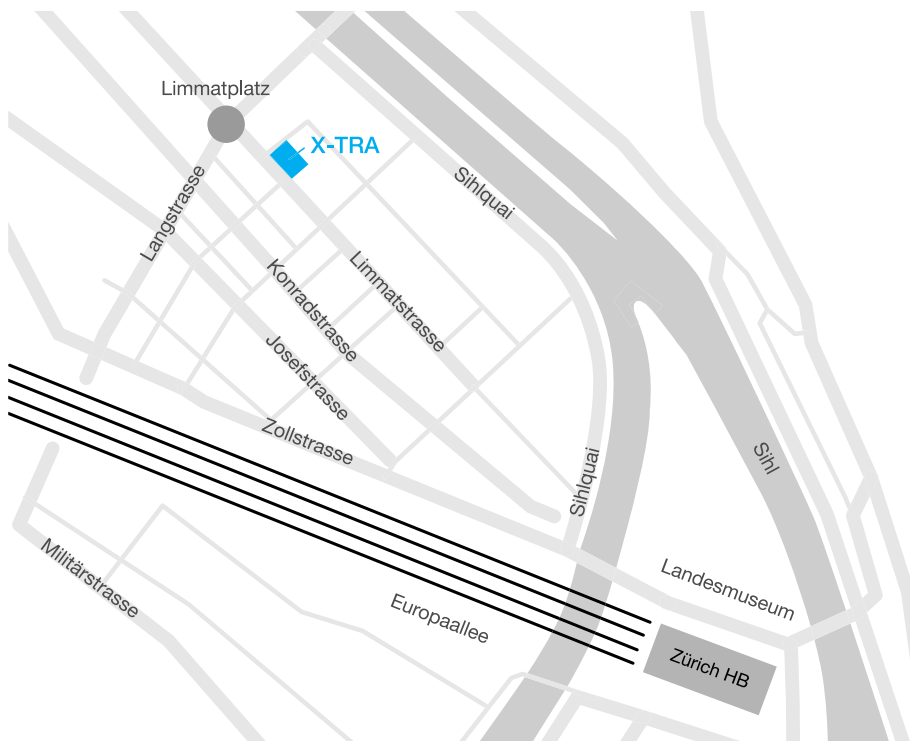 Limmatplatz
X-TRA
Langstrasse
Sihlquai
Limmatstrasse
Konradstrasse
Josefstrasse
Zollstrasse
Sihlquai
Sihl
Militärstrasse
Europaallee
Landesmuseum
Zürich HB